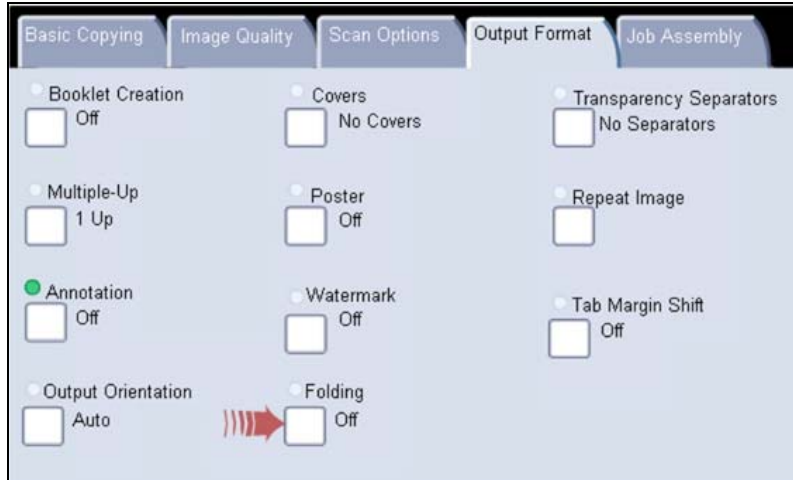 Basic Copying Image Quality Scan Options Output Format Job Assembly
Booklet Creation
Off
Covers
No Covers
Transparency Separators
No Separators
Multiple-Up
1 Up
Poster
Off
Repeat Image
Annotation
Off
Watermark
Off
Tab Margin Shift
Off
Output Orientation
Auto
Folding
Off